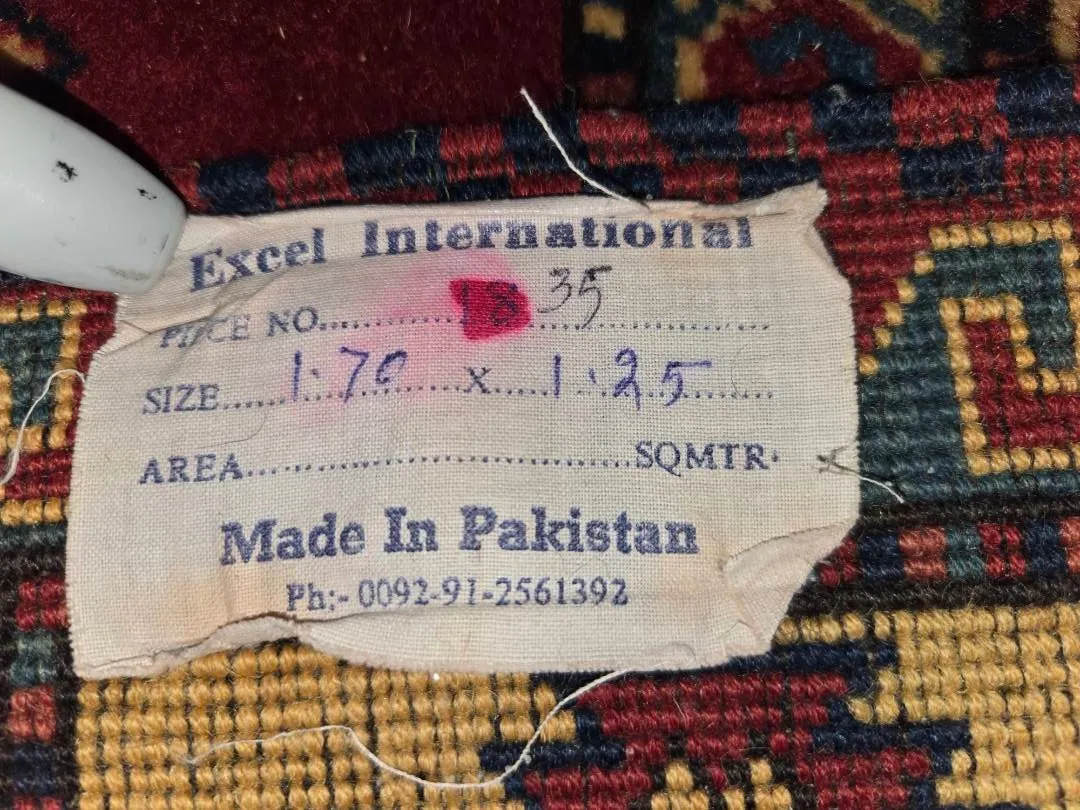 Excel International
PIECE NO.................18 35..............................
SIZE......1.70......X.....1.25..........
AREA..........................................SQMTR.
Made In Pakistan
Ph:- 0092-91-2561392